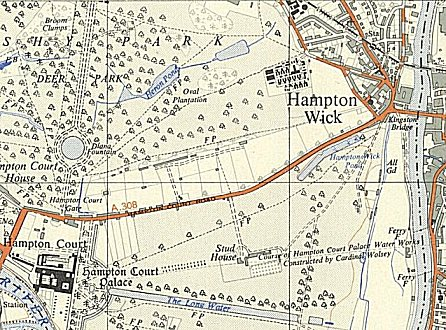 Broom
Clumps
S H Y P A R K
DEER PARK
Heron Pond
Oval
Plantation
F P
Sta
Hampton
Wick
Kingston
Bridge
Diana
Fountain
F P
F P
Hampton Wick
All
Gd
mpton Court
House
Hampton Court
Gate
A 308
Hampton Court
Stud
House
Course of Hampton Court Palace Water Works
Constructed by Cardinal Wolsey
Ferry
Ferry
F P
Hampton Court
Palace
The Long Water
Station